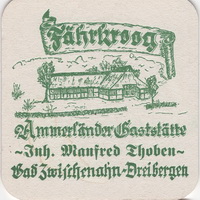 Fährkroog
Ammerländer Gaststätte
~Inh. Manfred Thoben~
Bad Zwischenahn-Dreibergen